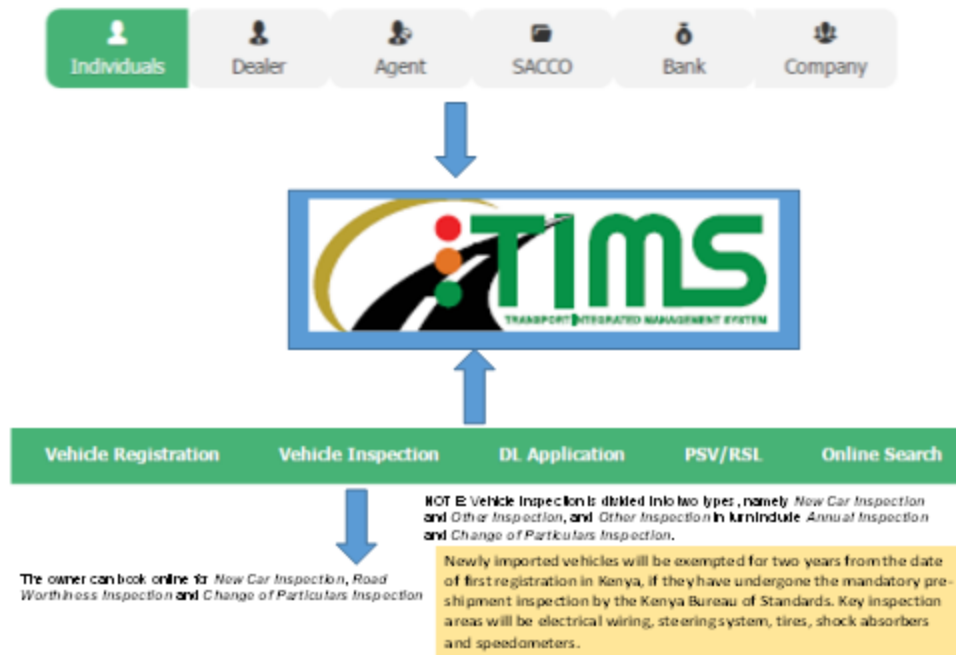 Individuals Dealer Agent SACCO Bank Company
TIMS
TRANSPORT INTEGRATED MANAGEMENT SYSTEM
Vehicle Registration Vehicle Inspection DL Application PSV/RSL Online Search
NOTE: Vehicle Inspection is divided into two types, namely New Car Inspection
and Other Inspection, and Other Inspection in turn include Annual Inspection
and Change of Particulars Inspection.
The owner can book online for New Car Inspection, Road
Worthiness Inspection and Change of Particulars Inspection
Newly imported vehicles will be exempted for two years from the date
of first registration in Kenya, if they have undergone the mandatory pre-
shipment inspection by the Kenya Bureau of Standards. Key inspection
areas will be electrical wiring, steering system, tires, shock absorbers
and speedometers.